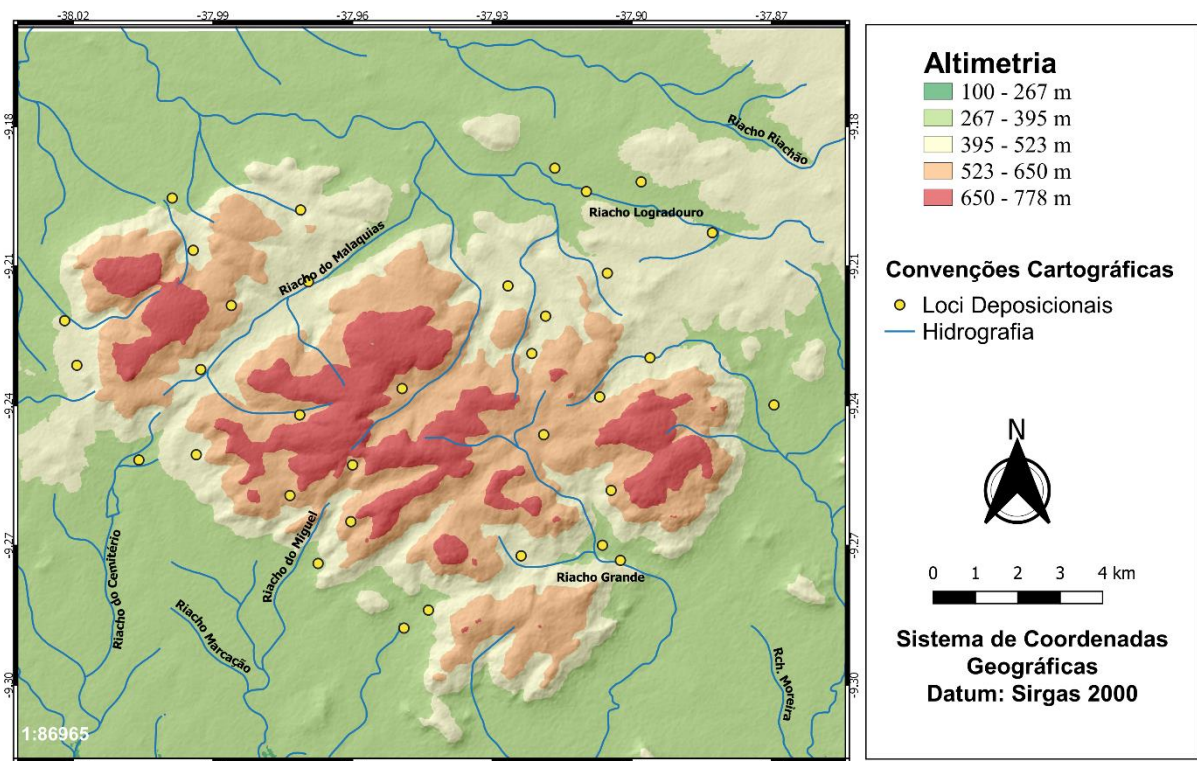 -38.02
-37.99
-37.96
-37.93
-37.90
-37.87
-9.18
-9.21
-9.24
-9.27
-9.30
Riacho Riachão
Riacho Logradouro
Riacho do Malaquias
Riacho do Cemitério
Riacho do Miguel
Riacho Marcação
Riacho Grande
Rch. Moreira
1:86965
Altimetria
100 - 267 m
267 - 395 m
395 - 523 m
523 - 650 m
650 - 778 m
Convenções Cartográficas
Loci Deposicionais
Hidrografia
N
0 1 2 3 4 km
Sistema de Coordenadas
Geográficas
Datum: Sirgas 2000